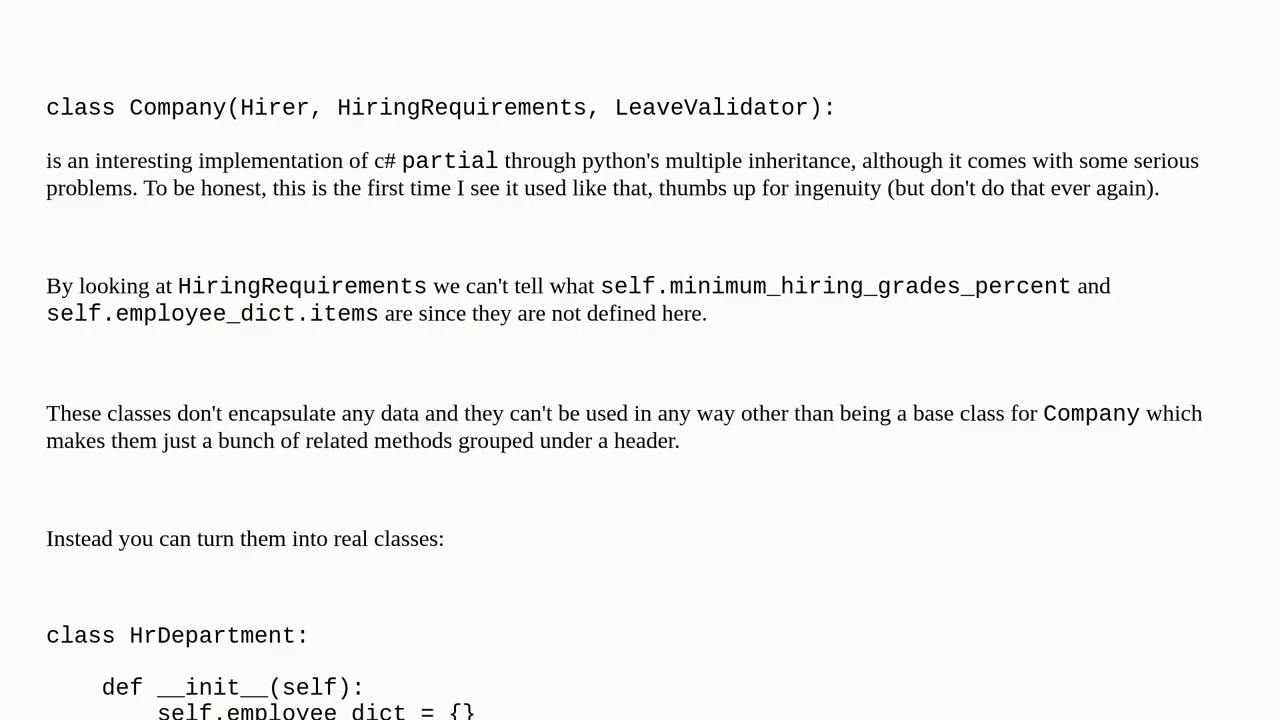 class Company(Hirer, HiringRequirements, LeaveValidator):
is an interesting implementation of c# partial through python's multiple inheritance, although it comes with some serious
problems. To be honest, this is the first time I see it used like that, thumbs up for ingenuity (but don't do that ever again).
By looking at HiringRequirements we can't tell what self.minimum_hiring_grades_percent and
self.employee_dict.items are since they are not defined here.
These classes don't encapsulate any data and they can't be used in any way other than being a base class for Company which
makes them just a bunch of related methods grouped under a header.
Instead you can turn them into real classes:
class HrDepartment:
    def __init__(self):
        self.employee_dict = {}